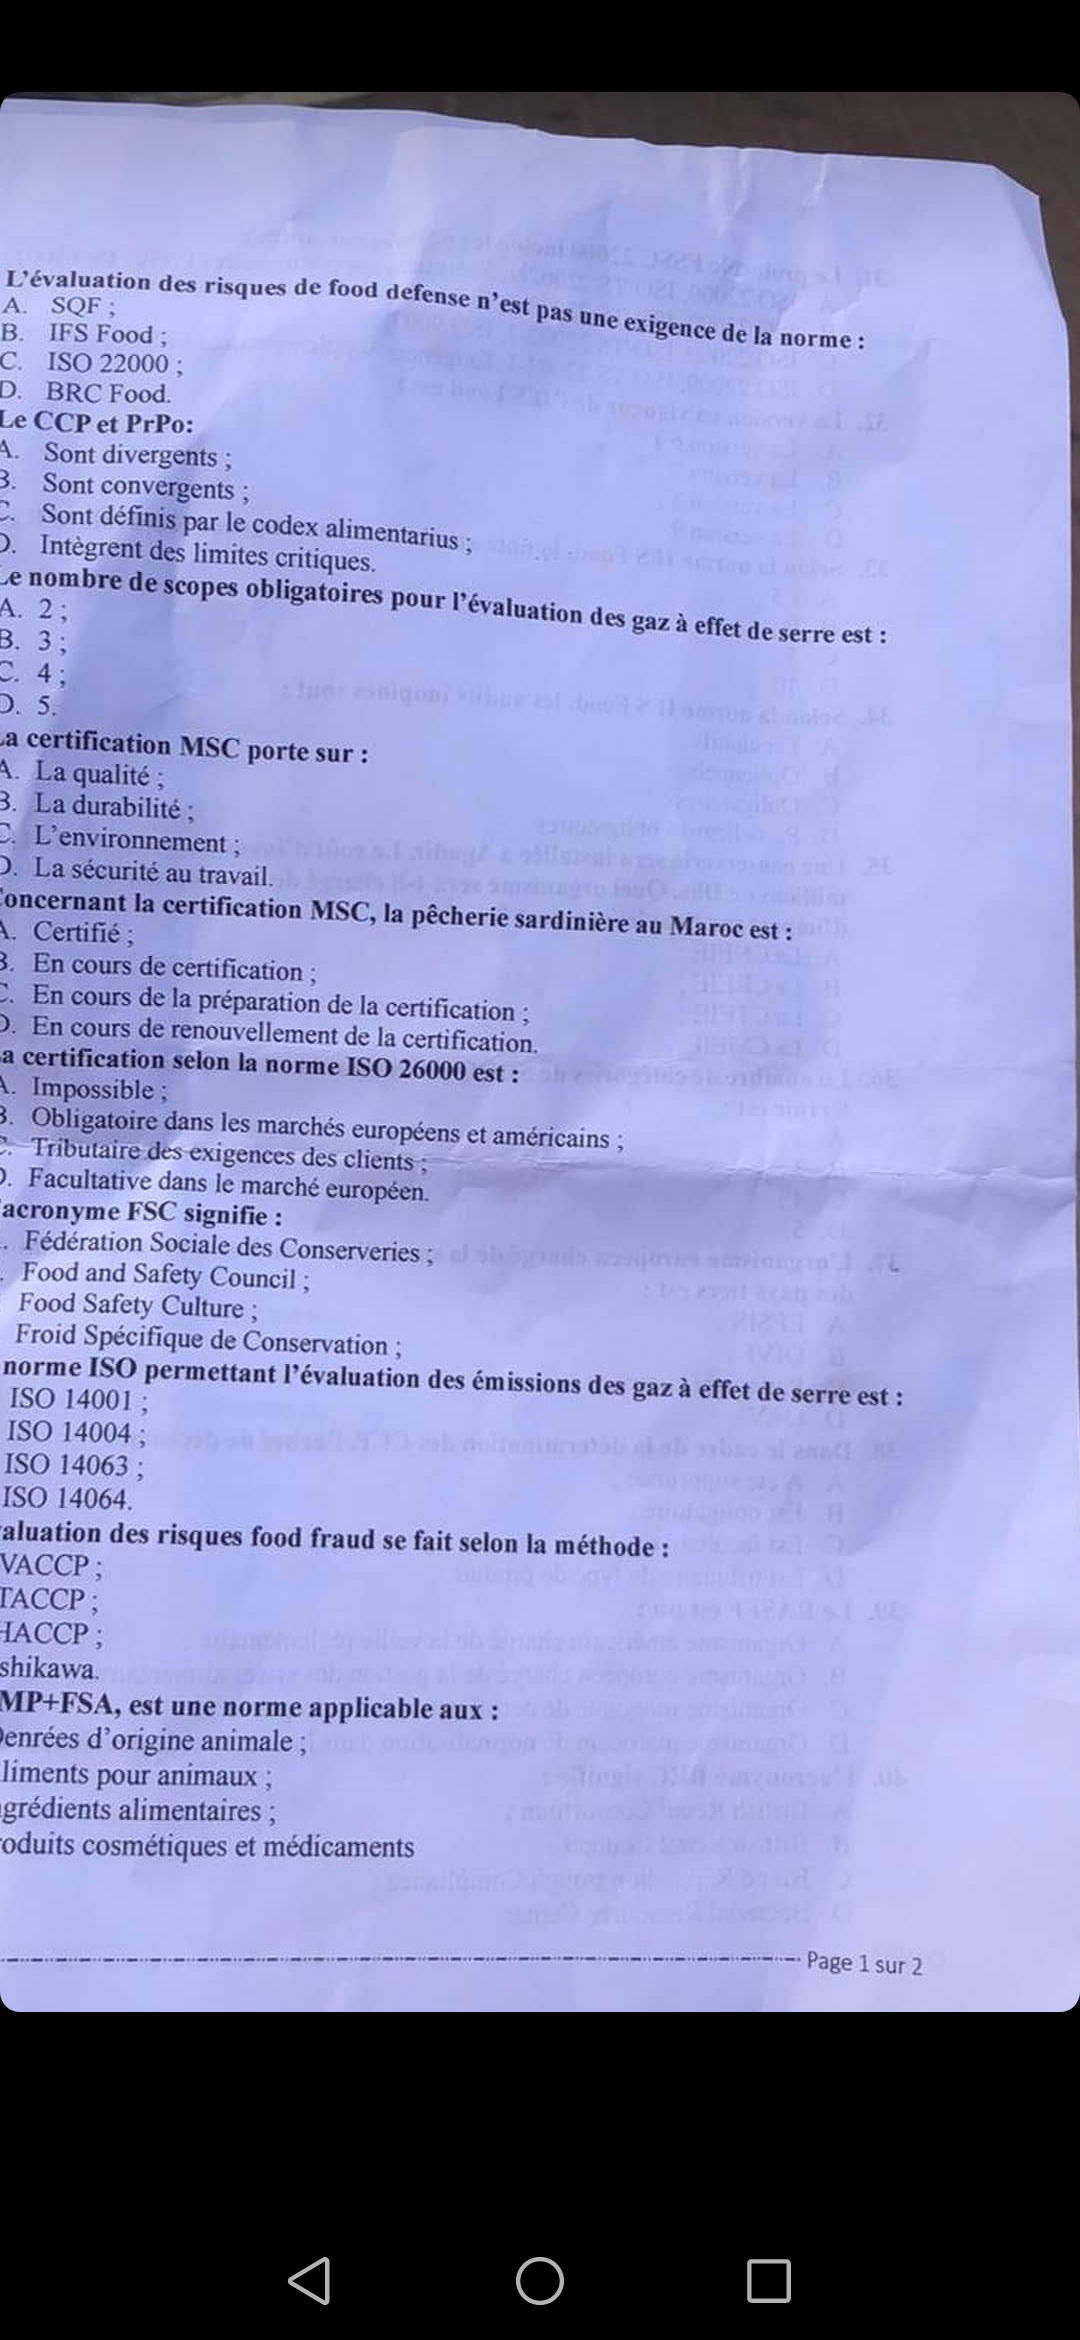 L’évaluation des risques de food defense n’est pas une exigence de la norme :
A. SQF ;
B. IFS Food ;
C. ISO 22000 ;
D. BRC Food.
Le CCP et PrPo:
A. Sont divergents ;
B. Sont convergents ;
C. Sont définis par le codex alimentarius ;
D. Intègrent des limites critiques.
Le nombre de scopes obligatoires pour l’évaluation des gaz à effet de serre est :
A. 2 ;
B. 3 ;
C. 4 ;
D. 5.
La certification MSC porte sur :
A. La qualité ;
B. La durabilité ;
C. L’environnement ;
D. La sécurité au travail.
Concernant la certification MSC, la pêcherie sardinière au Maroc est :
A. Certifié ;
B. En cours de certification ;
C. En cours de la préparation de la certification ;
D. En cours de renouvellement de la certification.
a certification selon la norme ISO 26000 est :
A. Impossible ;
B. Obligatoire dans les marchés européens et américains ;
C. Tributaire des exigences des clients ;
D. Facultative dans le marché européen.
acronyme FSC signifie :
. Fédération Sociale des Conserveries ;
. Food and Safety Council ;
Food Safety Culture ;
Froid Spécifique de Conservation ;
norme ISO permettant l’évaluation des émissions des gaz à effet de serre est :
ISO 14001 ;
ISO 14004 ;
ISO 14063 ;
ISO 14064.
aluation des risques food fraud se fait selon la méthode :
VACCP ;
TACCP ;
HACCP ;
shikawa.
MP+FSA, est une norme applicable aux :
Denrées d’origine animale ;
liments pour animaux ;
grédients alimentaires ;
oduits cosmétiques et médicaments
Page 1 sur 2